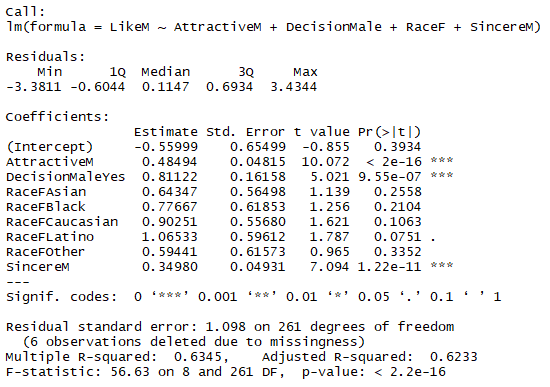 Call:
lm(formula = LikeM ~ AttractiveM + DecisionMale + RaceF + SincereM)
Residuals:
Min 1Q Median 3Q Max
-3.3811 -0.6044 0.1147 0.6934 3.4344
Coefficients:
Estimate Std. Error t value Pr(>|t|)
(Intercept) -0.55999 0.65499 -0.855 0.3934
AttractiveM 0.48494 0.04815 10.072 < 2e-16 ***
DecisionMaleYes 0.81122 0.16158 5.021 9.55e-07 ***
RaceFAsian 0.64347 0.56498 1.139 0.2558
RaceFBlack 0.77667 0.61853 1.256 0.2104
RaceFCaucasian 0.90251 0.55680 1.621 0.1063
RaceFLatino 1.06533 0.59612 1.787 0.0751 .
RaceFOther 0.59441 0.61573 0.965 0.3352
SincereM 0.34980 0.04931 7.094 1.22e-11 ***
---
Signif. codes: 0 ‘***’ 0.001 ‘**’ 0.01 ‘*’ 0.05 ‘.’ 0.1 ‘ ’ 1
Residual standard error: 1.098 on 261 degrees of freedom
(6 observations deleted due to missingness)
Multiple R-squared: 0.6345, Adjusted R-squared: 0.6233
F-statistic: 56.63 on 8 and 261 DF, p-value: < 2.2e-16